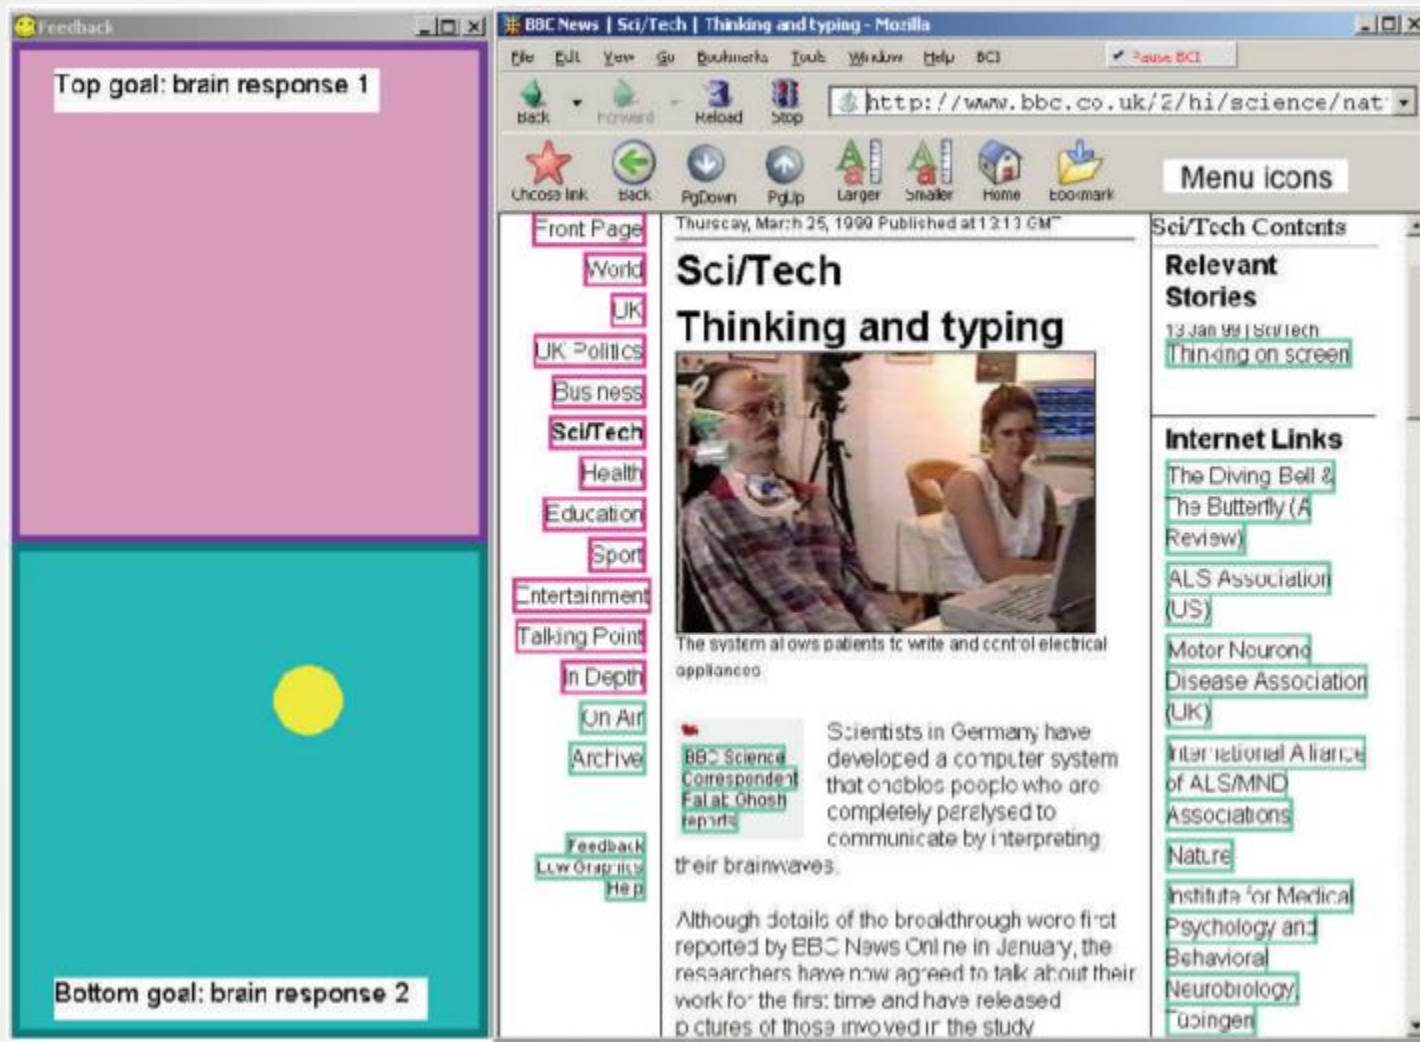 Feedback
Top goal: brain response 1
Bottom goal: brain response 2
BBC News | Sci/Tech | Thinking and typing - Mozilla
File Edit View Go Bookmarks Tools Window Help BCI
Pause BCI
Back Forward Reload Stop
http://www.bbc.co.uk/2/hi/science/nat
Choose link Back PgDown PgUp Larger Smaller Home Bookmark
Menu icons
Front Page
World
UK
UK Politics
Business
Sci/Tech
Health
Education
Sport
Entertainment
Talking Point
In Depth
On Air
Archive
Feedback
Low Graphics
Help
Thursday, March 25, 1999 Published at 13:13 GMT
Sci/Tech
Thinking and typing
The system allows patients to write and control electrical
appliances
BBC Science
Correspondent
Ghosh
reports
Scientists in Germany have
developed a computer system
that enables people who are
completely paralysed to
communicate by interpreting
their brainwaves.
Although details of the breakthrough were first
reported by BBC News Online in January, the
researchers have now agreed to talk about their
work for the first time and have released
pictures of those involved in the study
Sci/Tech Contents
Relevant
Stories
13 Jan 99 | Sci/Tech
Thinking on screen
Internet Links
The Diving Bell &
The Butterfly (A
Review)
ALS Association
(US)
Motor Neurone
Disease Association
(UK)
International Alliance
of ALS/MND
Associations
Nature
Institute for Medical
Psychology and
Behavioral
Neurobiology,
Tübingen